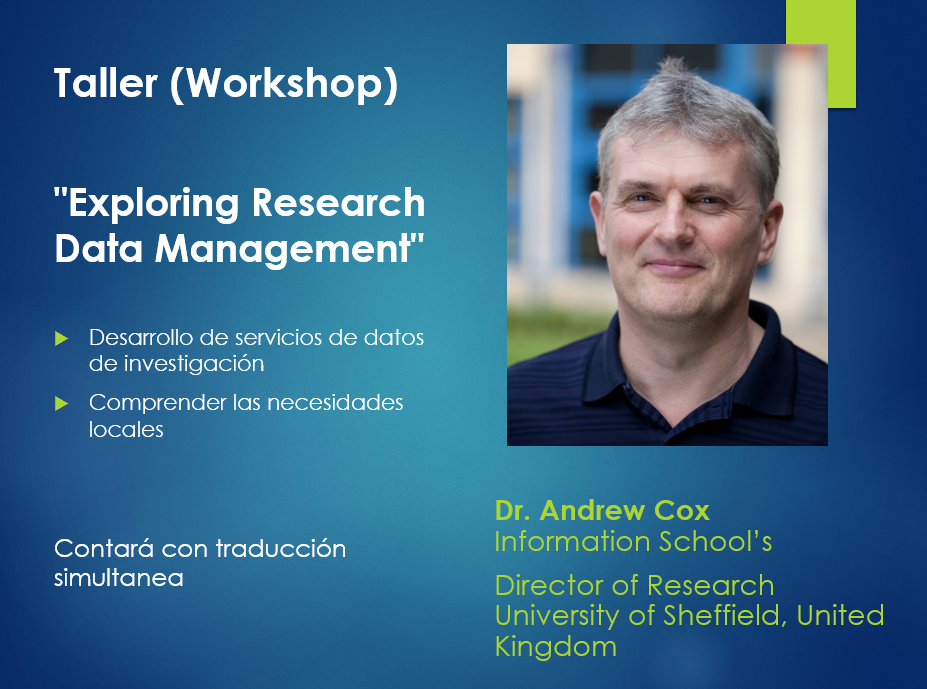 Taller (Workshop)
"Exploring Research
Data Management"
Desarrollo de servicios de datos
de investigación
Comprender las necesidades
locales
Contará con traducción
simultanea
Dr. Andrew Cox
Information School’s
Director of Research
University of Sheffield, United
Kingdom